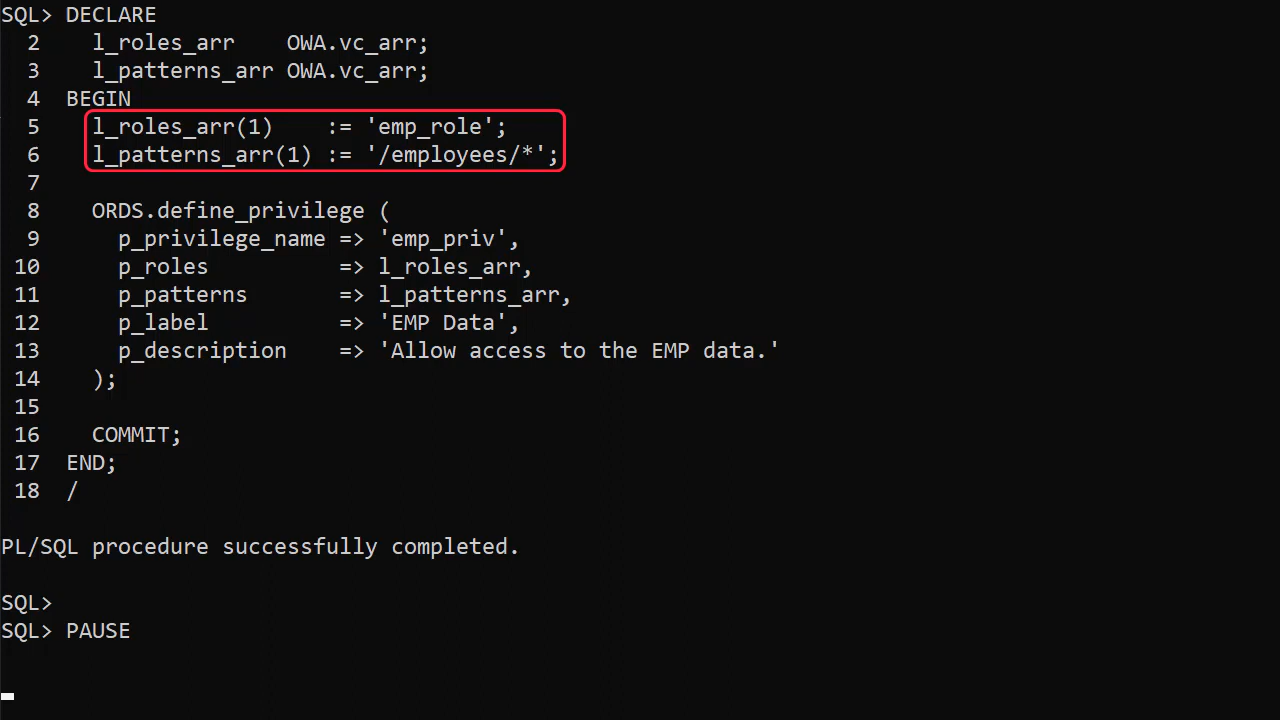 SQL> DECLARE
  2    l_roles_arr    OWA.vc_arr;
  3    l_patterns_arr OWA.vc_arr;
  4  BEGIN
  5    l_roles_arr(1)    := 'emp_role';
  6    l_patterns_arr(1) := '/employees/*';
  7
  8    ORDS.define_privilege (
  9      p_privilege_name => 'emp_priv',
 10      p_roles          => l_roles_arr,
 11      p_patterns       => l_patterns_arr,
 12      p_label          => 'EMP Data',
 13      p_description    => 'Allow access to the EMP data.'
 14    );
 15
 16    COMMIT;
 17  END;
 18  /
PL/SQL procedure successfully completed.
SQL>
SQL> PAUSE